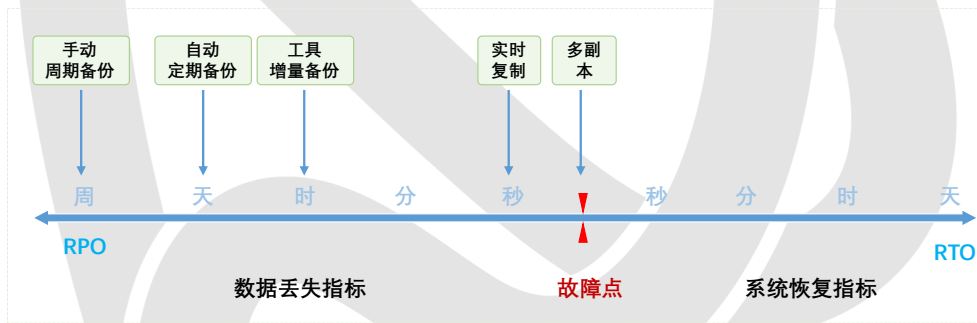 手动
周期备份
自动
定期备份
工具
增量备份
实时
复制
多副
本
周 天 时 分 秒 秒 分 时 天
RPO
RTO
数据丢失指标
故障点
系统恢复指标